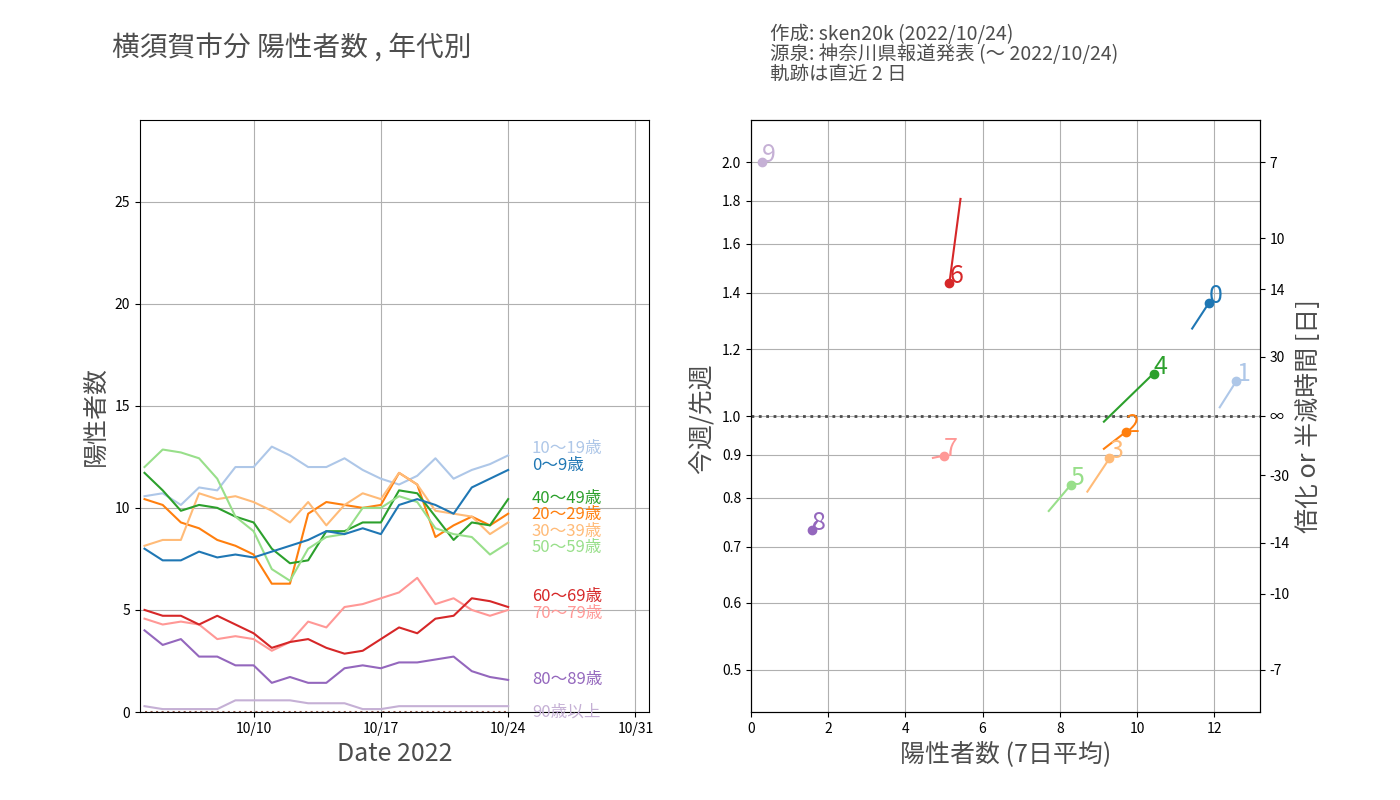 横須賀市分 陽性者数 , 年代別
作成: sken20k (2022/10/24)
源泉: 神奈川県報道発表 (〜 2022/10/24)
軌跡は直近 2 日
陽性者数
25
20
15
10
5
0
10/10
10/17
10/24
10/31
Date 2022
10〜19歳
0〜9歳
40〜49歳
20〜29歳
30〜39歳
50〜59歳
60〜69歳
70〜79歳
80〜89歳
90歳以上
今週/先週
2.0
1.8
1.6
1.4
1.2
1.0
0.9
0.8
0.7
0.6
0.5
0
2
4
6
8
10
12
陽性者数 (7日平均)
9
6
0
4
1
2
3
7
5
8
7
10
14
30
∞
-30
-14
-10
-7
倍化 or 半減時間 [日]